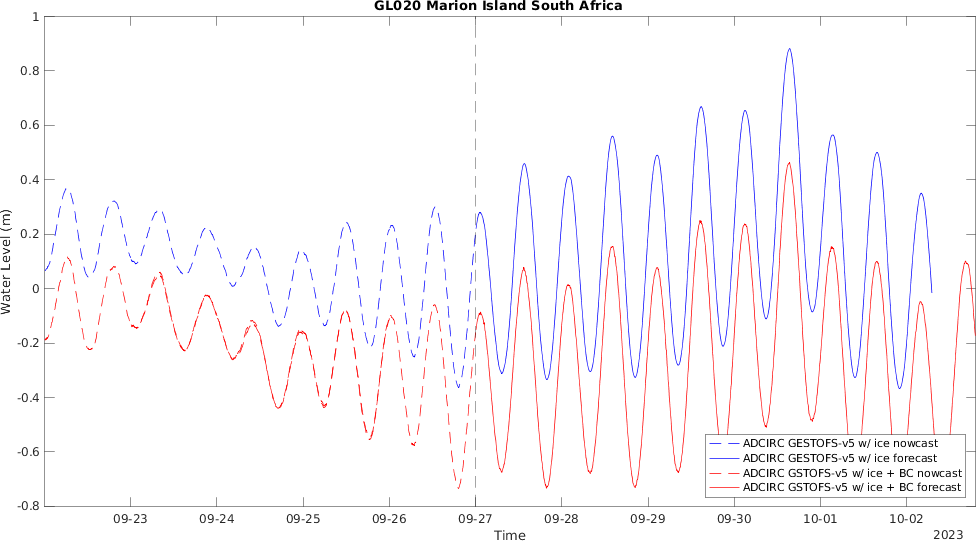 GL020 Marion Island South Africa
1
0.8
0.6
0.4
0.2
0
-0.2
-0.4
-0.6
-0.8
Water Level (m)
ADCIRC GESTOFS-v5 w/ ice nowcast
ADCIRC GESTOFS-v5 w/ ice forecast
ADCIRC GSTOFS-v5 w/ ice + BC nowcast
ADCIRC GSTOFS-v5 w/ ice + BC forecast
09-23 09-24 09-25 09-26 09-27 09-28 09-29 09-30 10-01 10-02
Time
2023